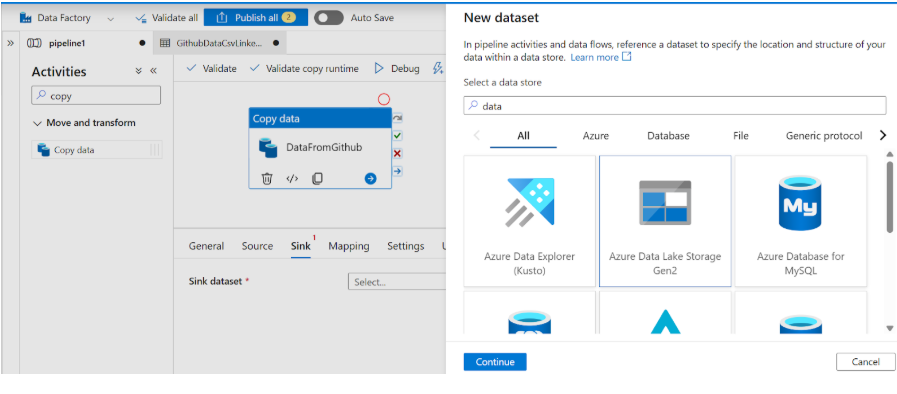 Data Factory
Validate all
Publish all 2
Auto Save
pipeline1
GithubDataCsvLinke...
Activities
copy
Move and transform
Copy data
Validate
Validate copy runtime
Debug
Copy data
DataFromGithub
General
Source
Sink 1
Mapping
Settings
Sink dataset *
Select...
New dataset
In pipeline activities and data flows, reference a dataset to specify the location and structure of your
data within a data store. Learn more
Select a data store
data
All
Azure
Database
File
Generic protocol
Azure Data Explorer
(Kusto)
Azure Data Lake Storage
Gen2
My
Azure Database for
MySQL
Continue
Cancel